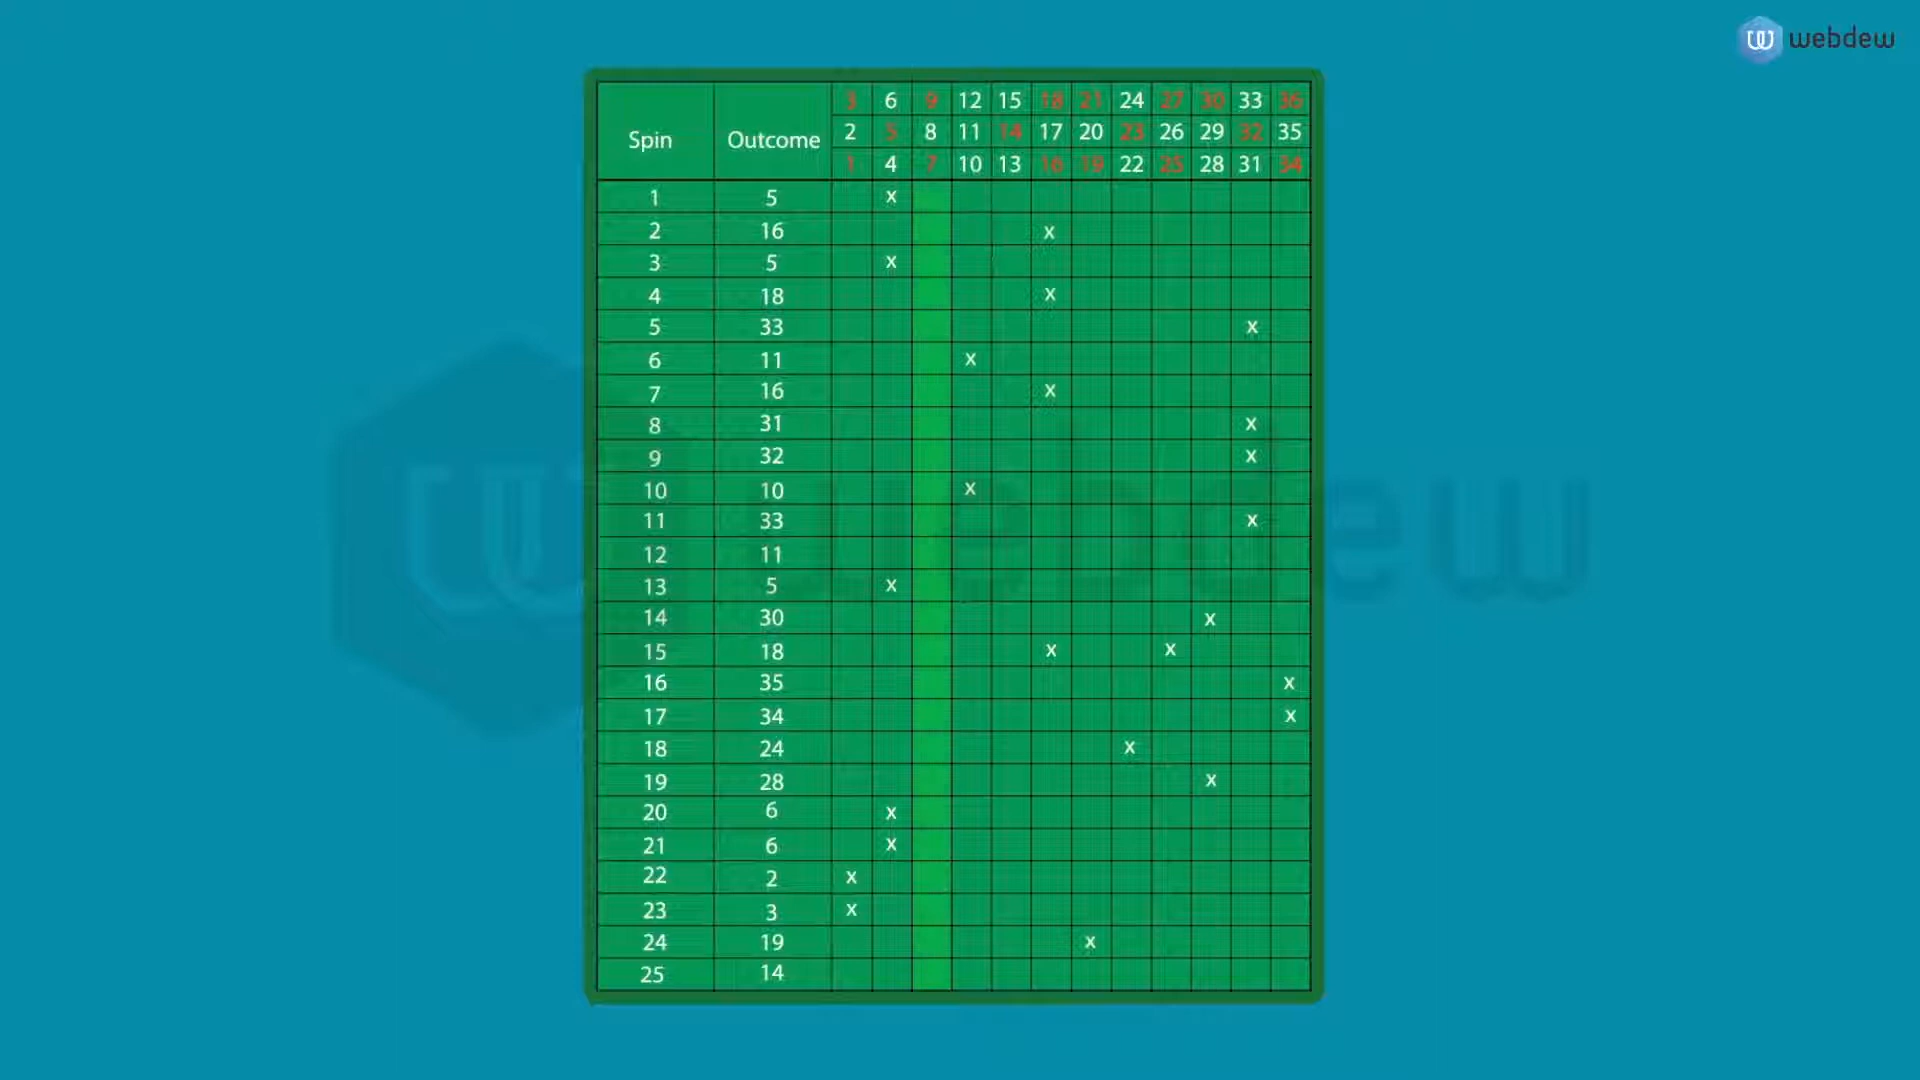 webdew
3 6 9 12 15 18 21 24 27 30 33 36
Spin Outcome 2 5 8 11 14 17 20 23 26 29 32 35
1 4 7 10 13 16 19 22 25 28 31 34
1 5 x
2 16 x
3 5 x
4 18 x
5 33 x
6 11 x
7 16 x
8 31 x
9 32 x
10 10 x
11 33 x
12 11
13 5 x
14 30 x
15 18 x x
16 35 x
17 34 x
18 24 x
19 28 x
20 6 x
21 6 x
22 2 x
23 3 x
24 19 x
25 14
webdew